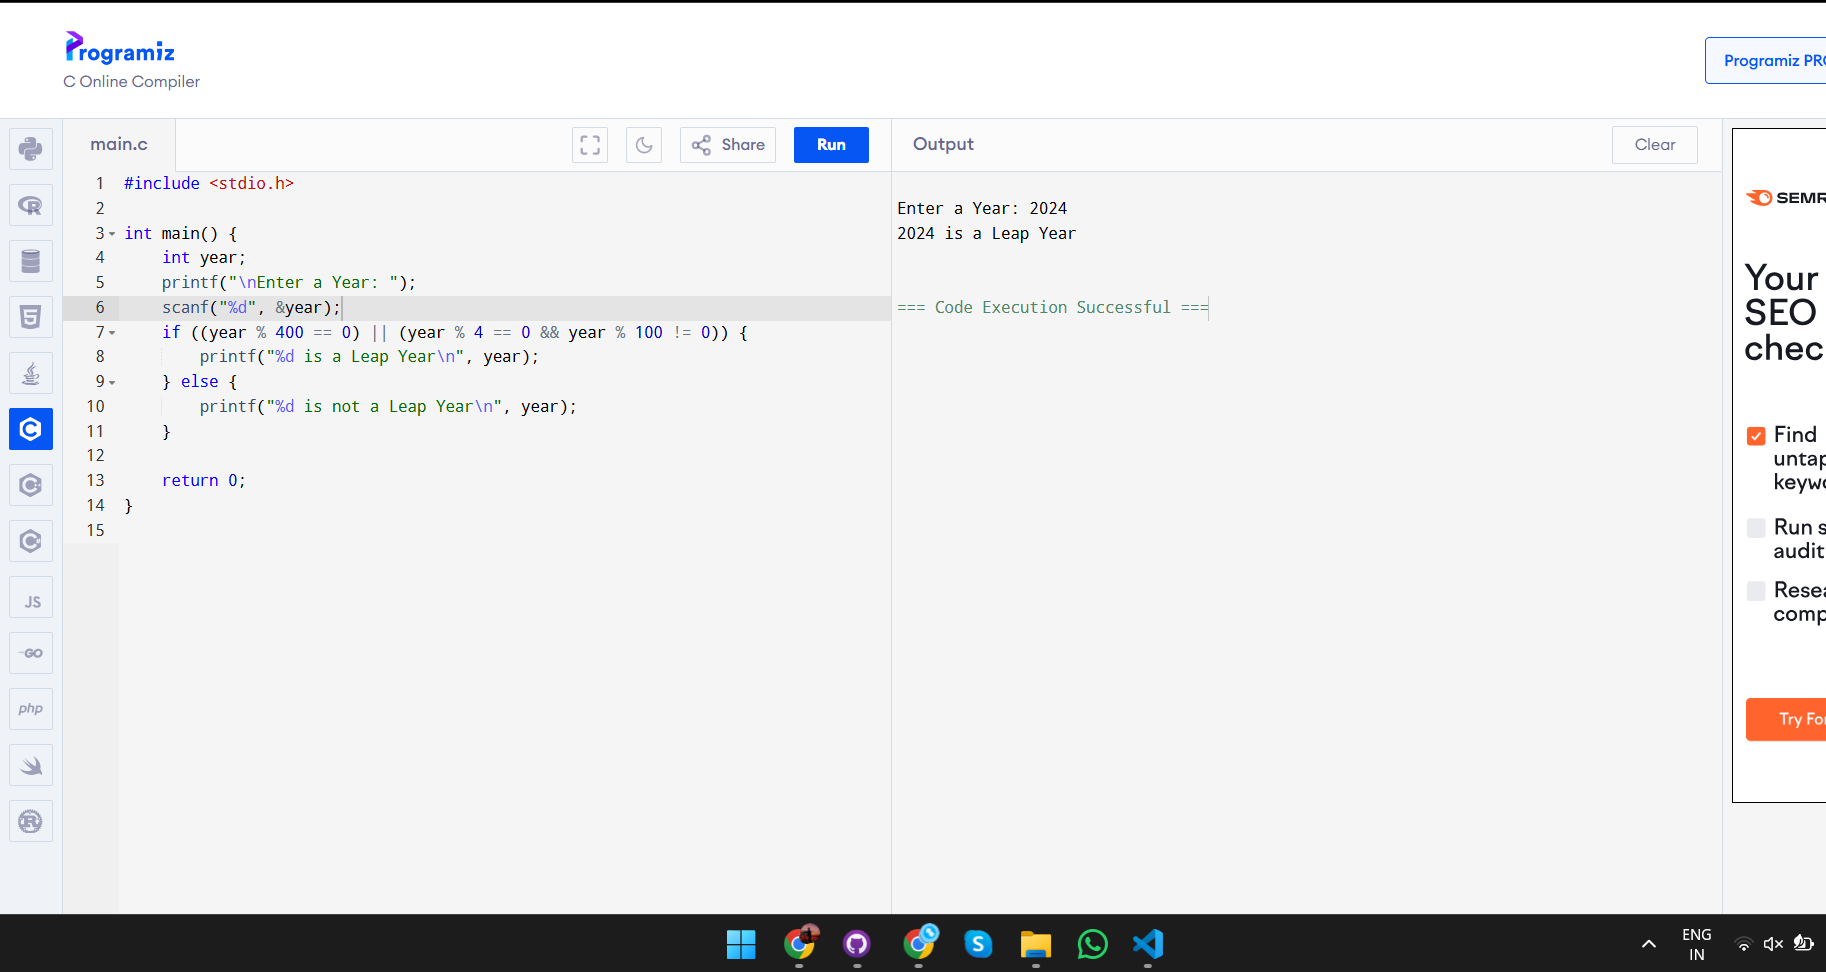 Programiz
C Online Compiler
Programiz PRO
main.c
Share
Run
Output
Clear
1 #include <stdio.h>
2
3 int main() {
4     int year;
5     printf("\nEnter a Year: ");
6     scanf("%d", &year);
7     if ((year % 400 == 0) || (year % 4 == 0 && year % 100 != 0)) {
8         printf("%d is a Leap Year\n", year);
9     } else {
10         printf("%d is not a Leap Year\n", year);
11     }
12
13     return 0;
14 }
15
Enter a Year: 2024
2024 is a Leap Year
=== Code Execution Successful ===
JS
GO
php
SEMR
Your
SEO
chec
Find
untap
keywo
Run s
audit
Resea
comp
Try For
ENG
IN